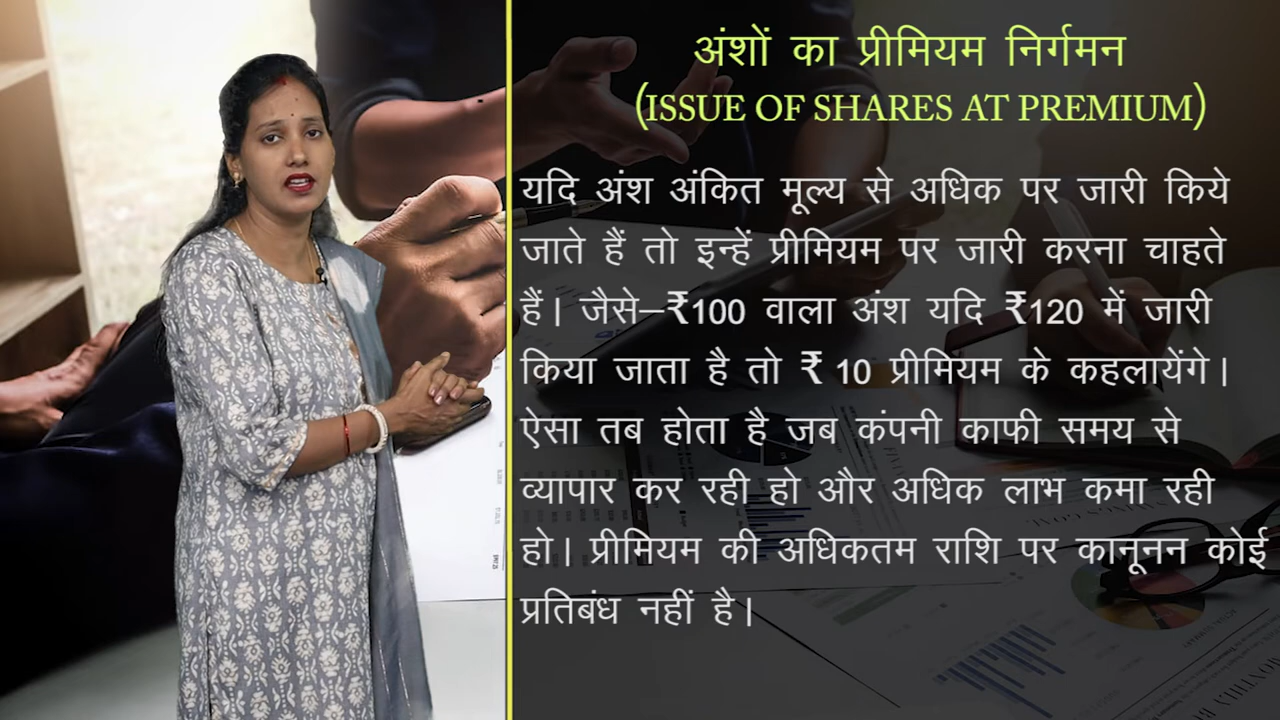 अंशों का प्रीमियम निर्गमन
(ISSUE OF SHARES AT PREMIUM)
यदि अंश अंकित मूल्य से अधिक पर जारी किये
जाते हैं तो इन्हें प्रीमियम पर जारी करना चाहते
हैं। जैसे–₹100 वाला अंश यदि ₹120 में जारी
किया जाता है तो ₹ 10 प्रीमियम के कहलायेंगे।
ऐसा तब होता है जब कंपनी काफी समय से
व्यापार कर रही हो और अधिक लाभ कमा रही
हो। प्रीमियम की अधिकतम राशि पर कानूनन कोई
प्रतिबंध नहीं है।